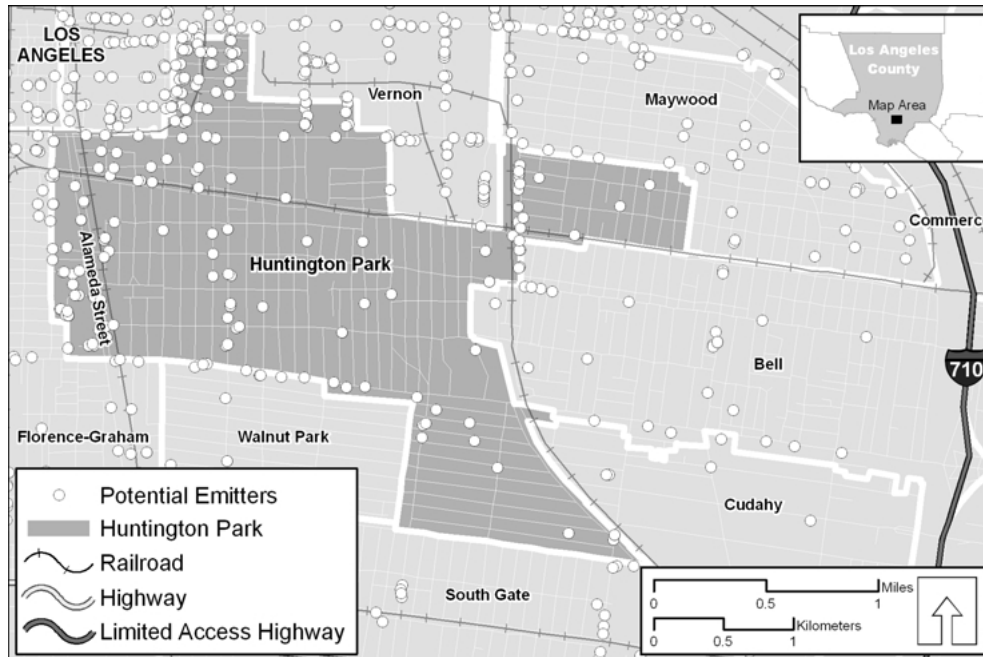 LOS
ANGELES
Vernon
Maywood
Los Angeles
County
Map Area
Commerc
Huntington Park
Alameda Street
Bell
710
Florence-Graham
Walnut Park
Cudahy
South Gate
Potential Emitters
Huntington Park
Railroad
Highway
Limited Access Highway
Miles
0 0.5 1
Kilometers
0 0.5 1